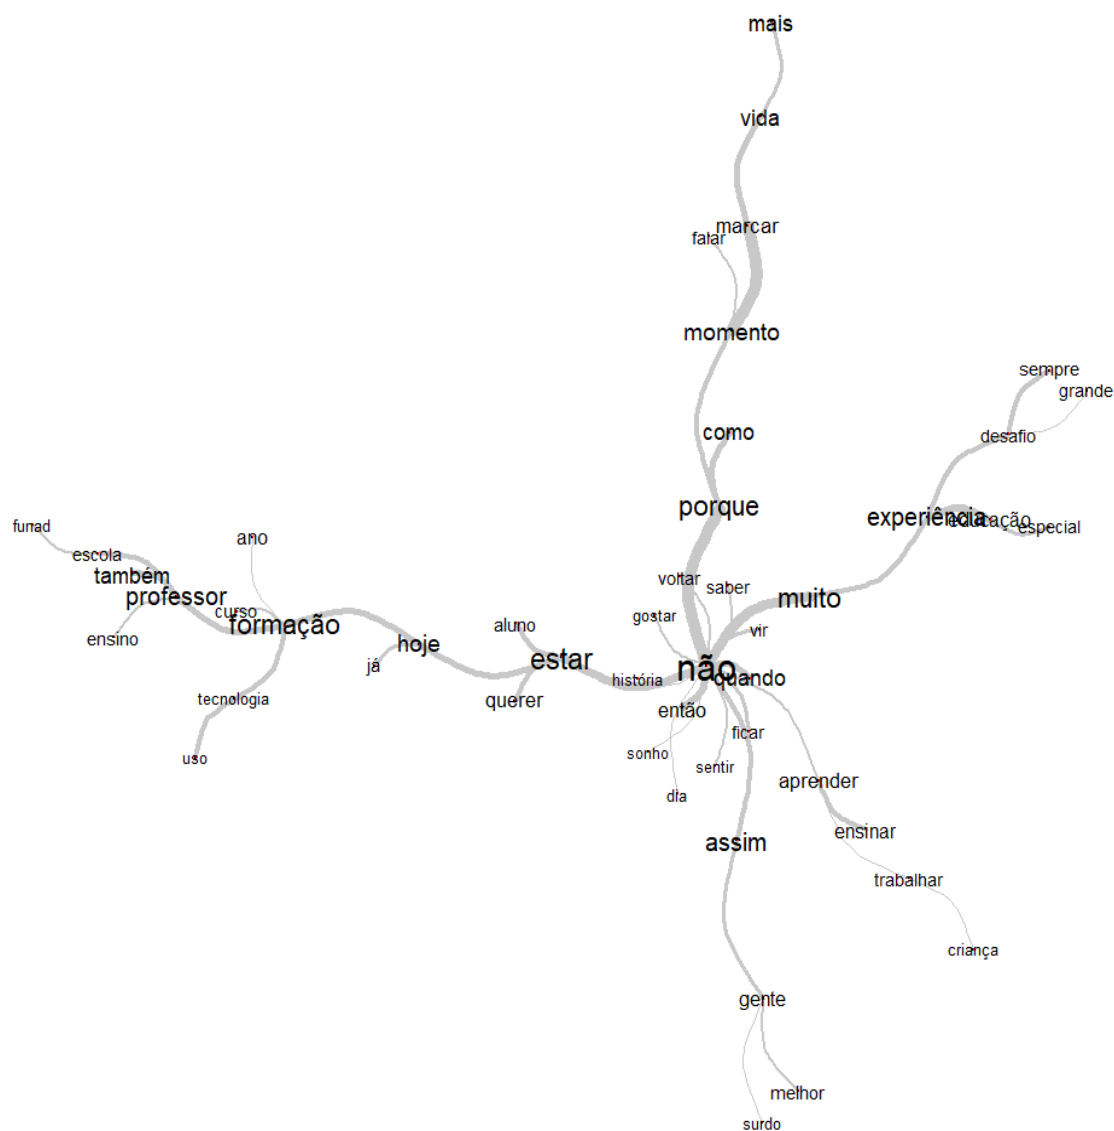 mais
vida
marcar
falar
momento
sempre
grande
como
desafio
porque
experiência
educação
especial
funad
ano
escola
também
professor
curso
formação
ensino
voltar
saber
muito
gostar
vir
aluno
hoje
já
estar
não
história
quando
querer
tecnologia
então
ficar
uso
sonho
sentir
dia
aprender
ensinar
assim
trabalhar
criança
gente
melhor
surdo